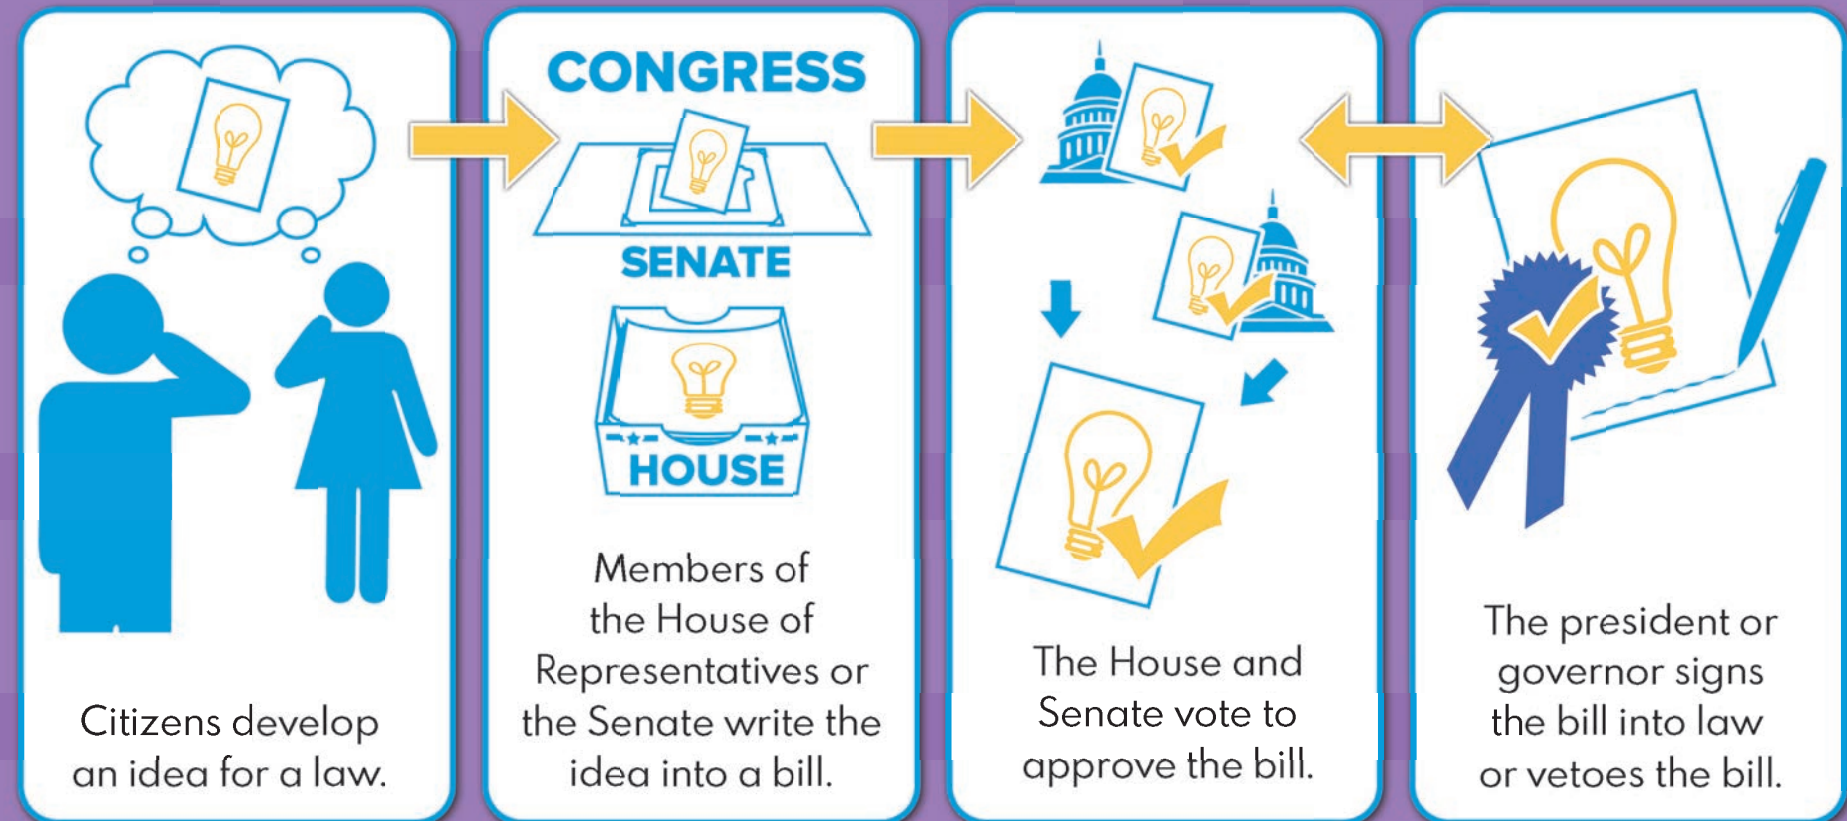 Citizens develop
an idea for a law.
CONGRESS
SENATE
HOUSE
Members of
the House of
Representatives or
the Senate write the
idea into a bill.
The House and
Senate vote to
approve the bill.
The president or
governor signs
the bill into law
or vetoes the bill.